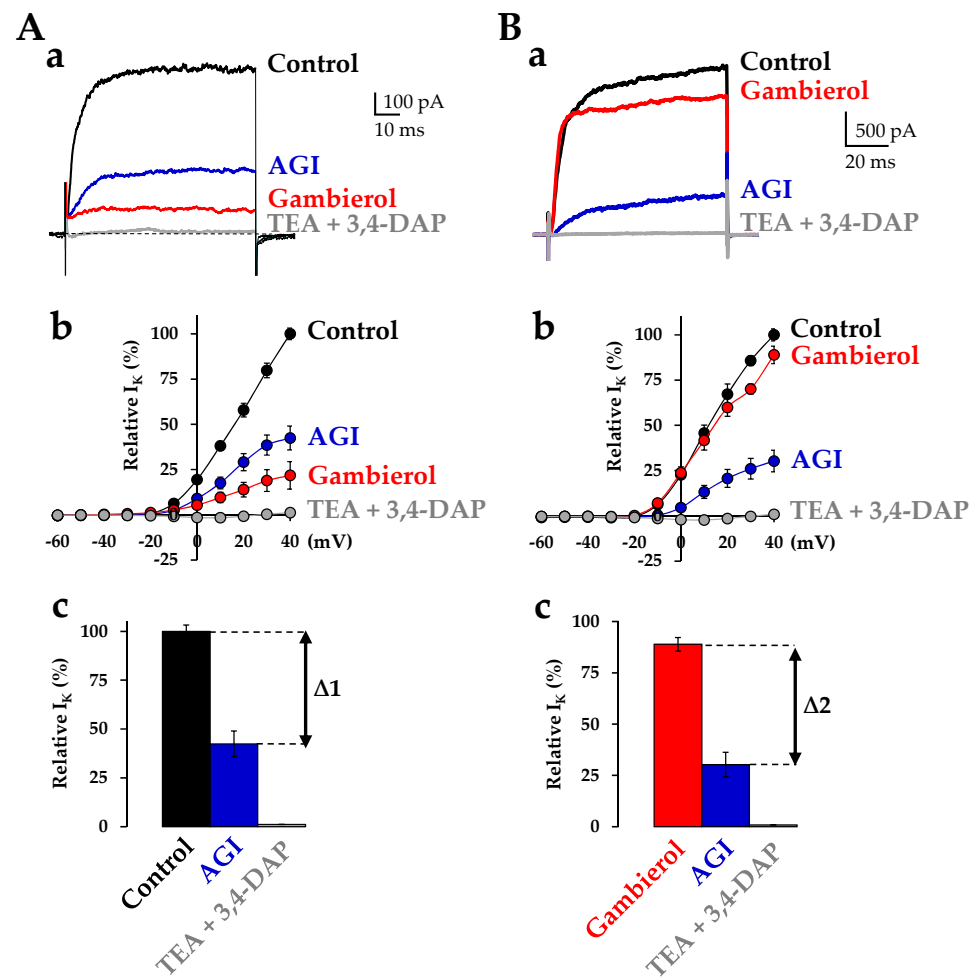 A
a
Control
100 pA
10 ms
AGI
Gambierol
TEA + 3,4-DAP
B
a
Control
Gambierol
500 pA
20 ms
AGI
TEA + 3,4-DAP
b
Relative I_K (%)
100
75
50
25
-25
-60 -40 -20 0 20 40 (mV)
Control
AGI
Gambierol
TEA + 3,4-DAP
b
Relative I_K (%)
100
75
50
25
-25
-60 -40 -20 0 20 40 (mV)
Control
Gambierol
AGI
TEA + 3,4-DAP
c
Relative I_K (%)
100
75
50
25
0
Δ1
Control
AGI
TEA + 3,4-DAP
c
Relative I_K (%)
100
75
50
25
0
Δ2
Gambierol
AGI
TEA + 3,4-DAP